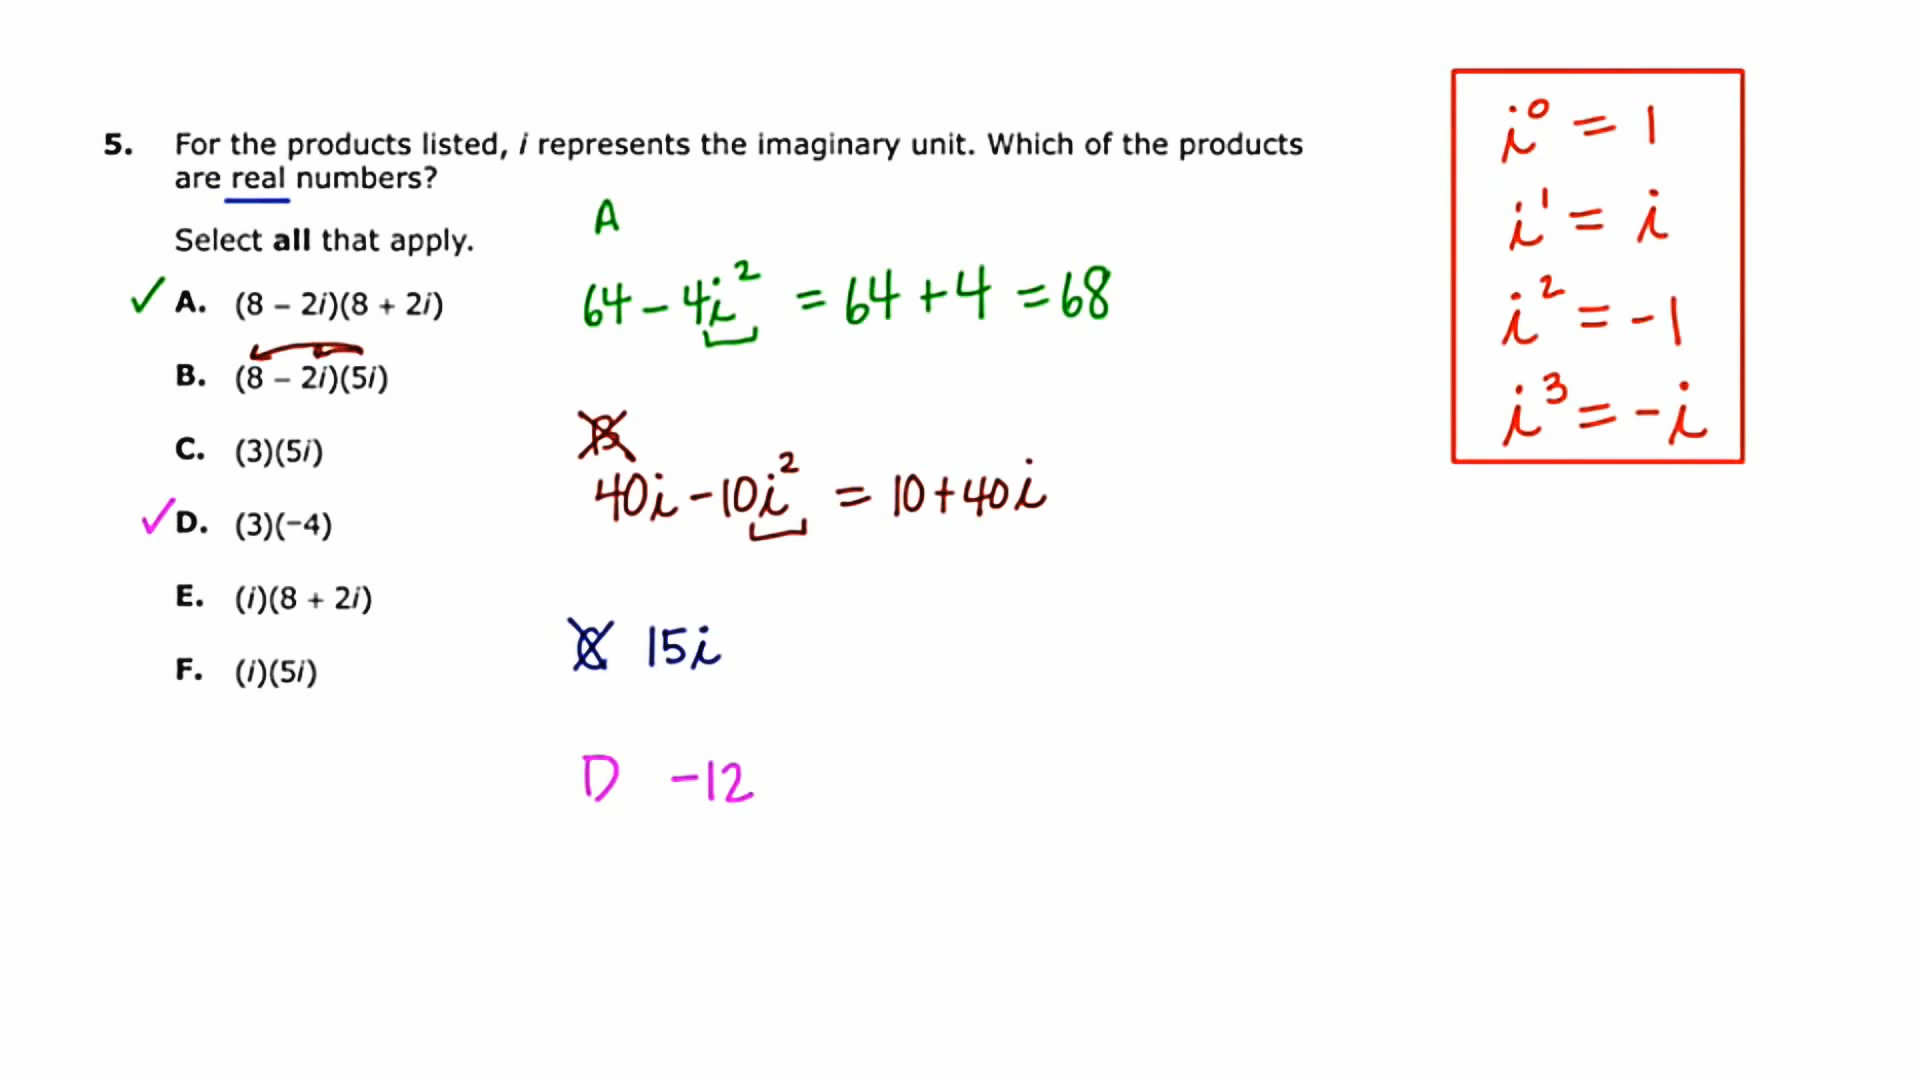 5. For the products listed, i represents the imaginary unit. Which of the products
are real numbers?
Select all that apply.
✓ A. (8 – 2i)(8 + 2i)
B. (8 – 2i)(5i)
C. (3)(5i)
✓ D. (3)(−4)
E. (i)(8 + 2i)
F. (i)(5i)
A
64 − 4i² = 64 + 4 = 68
B
40i − 10i² = 10 + 40i
C 15i
D −12
i⁰ = 1
i¹ = i
i² = −1
i³ = −i